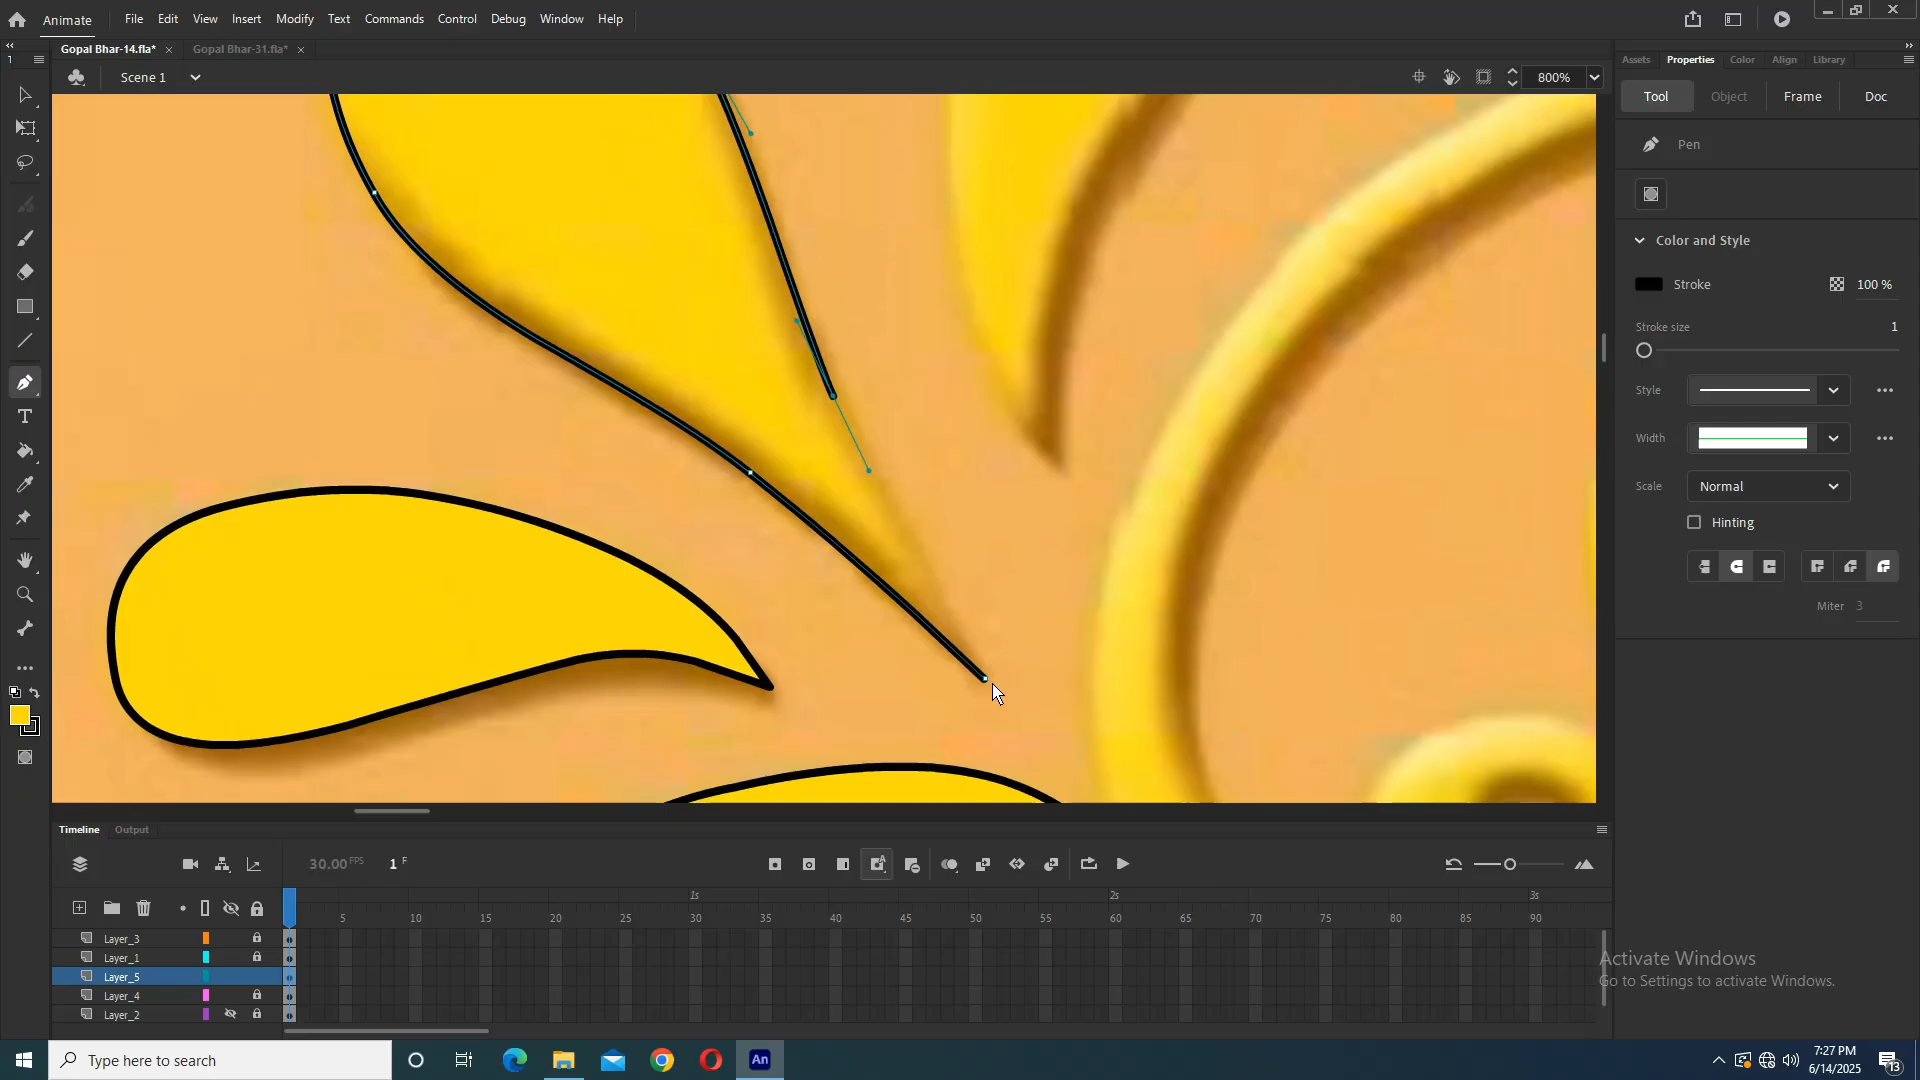 Animate File Edit View Insert Modify Text Commands Control Debug Window Help
Gopal Bhar-14.fla* × Gopal Bhar-31.fla* ×
1
Scene 1
800%
Assets Properties Color Align Library
Tool Object Frame Doc
Pen
Color and Style
Stroke 100 %
Stroke size 1
Style
Width
Scale Normal
Hinting
Miter 3
Timeline Output
30.00 FPS 1 F
1s 2s 3s
5 10 15 20 25 30 35 40 45 50 55 60 65 70 75 80 85 90
Layer_3
Layer_1
Layer_5
Layer_4
Layer_2
Activate Windows
Go to Settings to activate Windows.
Type here to search
An
7:27 PM
6/14/2025
13